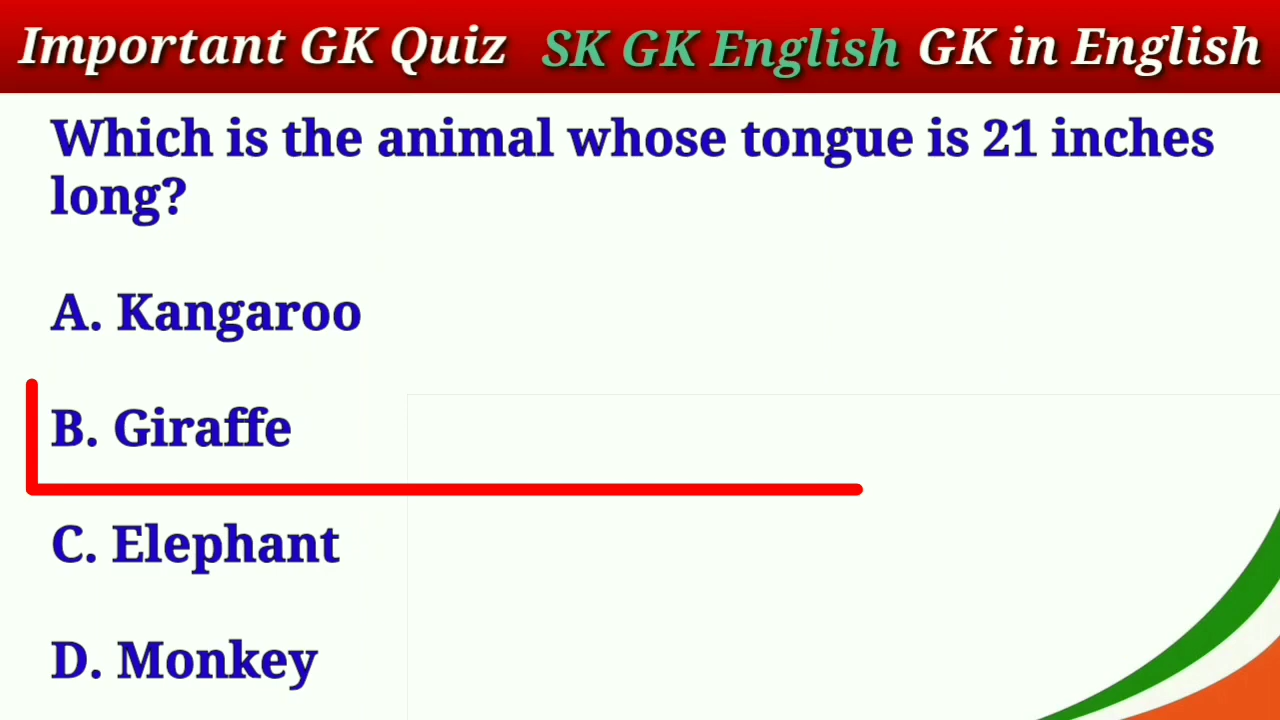 Important GK Quiz SK GK English GK in English
Which is the animal whose tongue is 21 inches
long?
A. Kangaroo
B. Giraffe
C. Elephant
D. Monkey